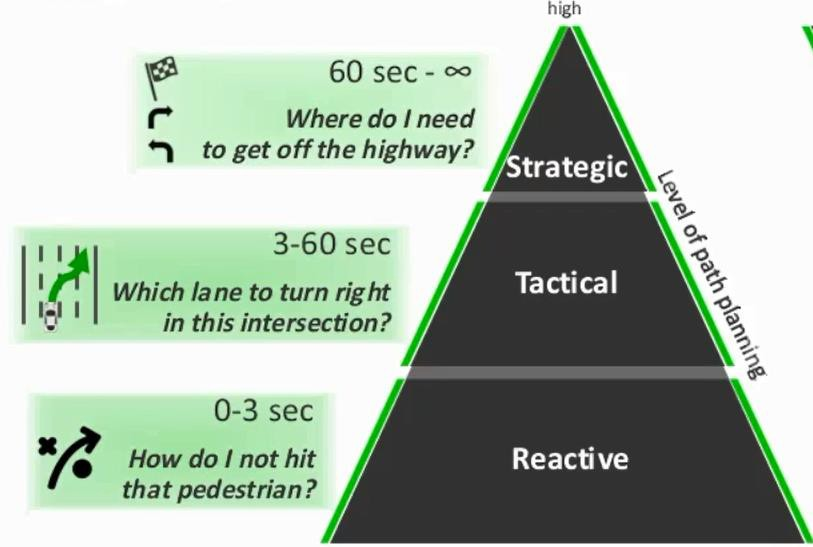 high
60 sec - ∞
Where do I need
to get off the highway?
Strategic
Level of path planning
3-60 sec
Which lane to turn right
in this intersection?
Tactical
0-3 sec
How do I not hit
that pedestrian?
Reactive